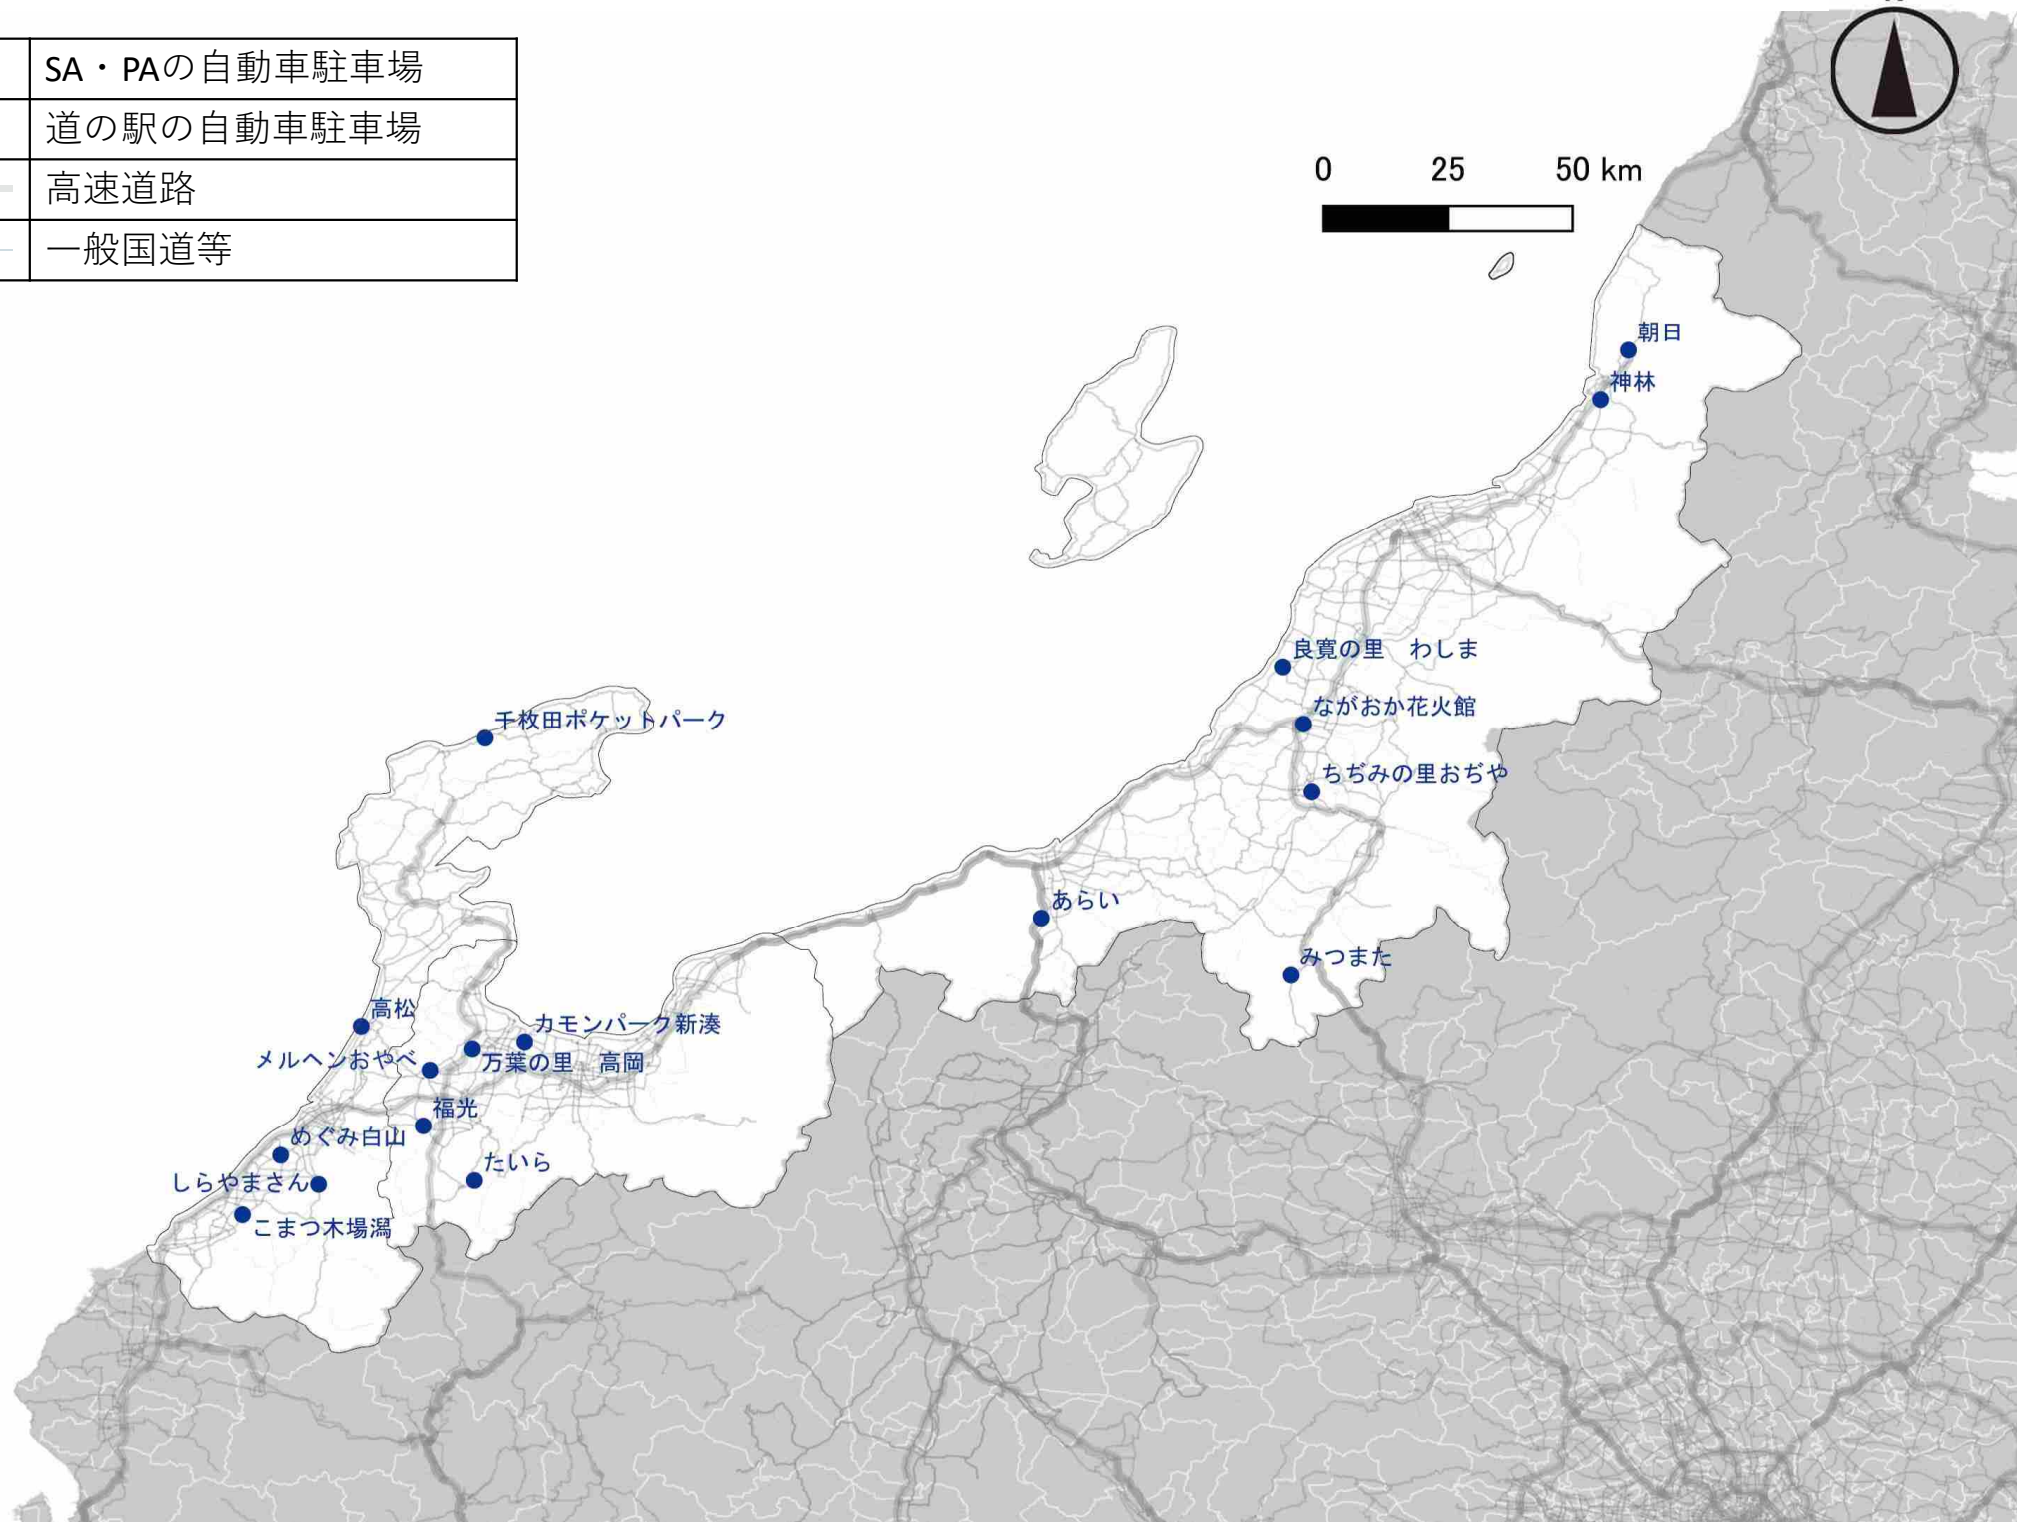 SA・PAの自動車駐車場
道の駅の自動車駐車場
高速道路
一般国道等
0 25 50 km
朝日
神林
良寛の里　わしま
ながおか花火館
千枚田ポケットパーク
ちぢみの里おぢや
あらい
みつまた
高松
カモンパーク新湊
メルヘンおやべ
万葉の里　高岡
福光
めぐみ白山
たいら
しらやまさん
こまつ木場潟